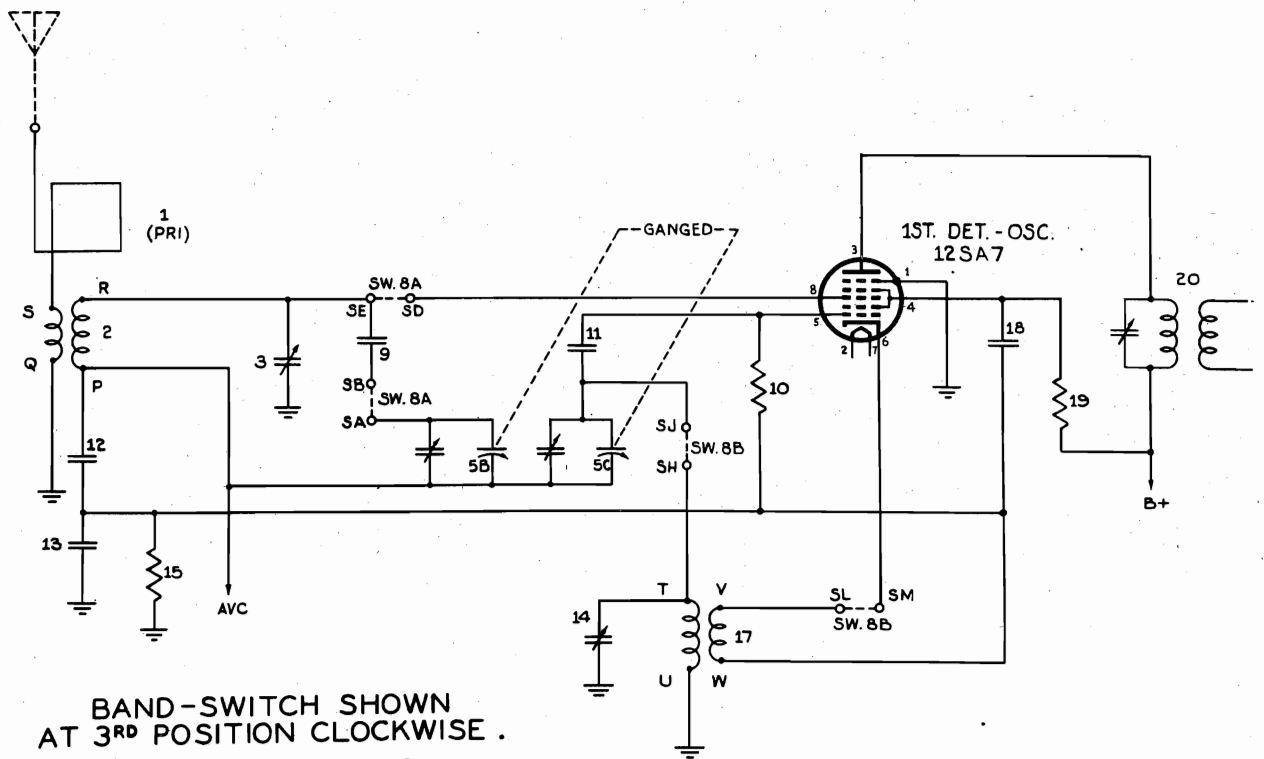 GANGED
1
(PRI)
1ST. DET.-OSC.
12SA7
3
1
8
4
5
2
7
6
20
S
R
2
Q
P
SW. 8A
SE
SD
3
9
SB
SW. 8A
SA
11
10
18
19
12
5B
5C
SJ
SW. 8B
SH
B+
13
15
AVC
T
V
SL
SM
SW. 8B
14
17
U
W
BAND-SWITCH SHOWN
AT 3RD POSITION CLOCKWISE.